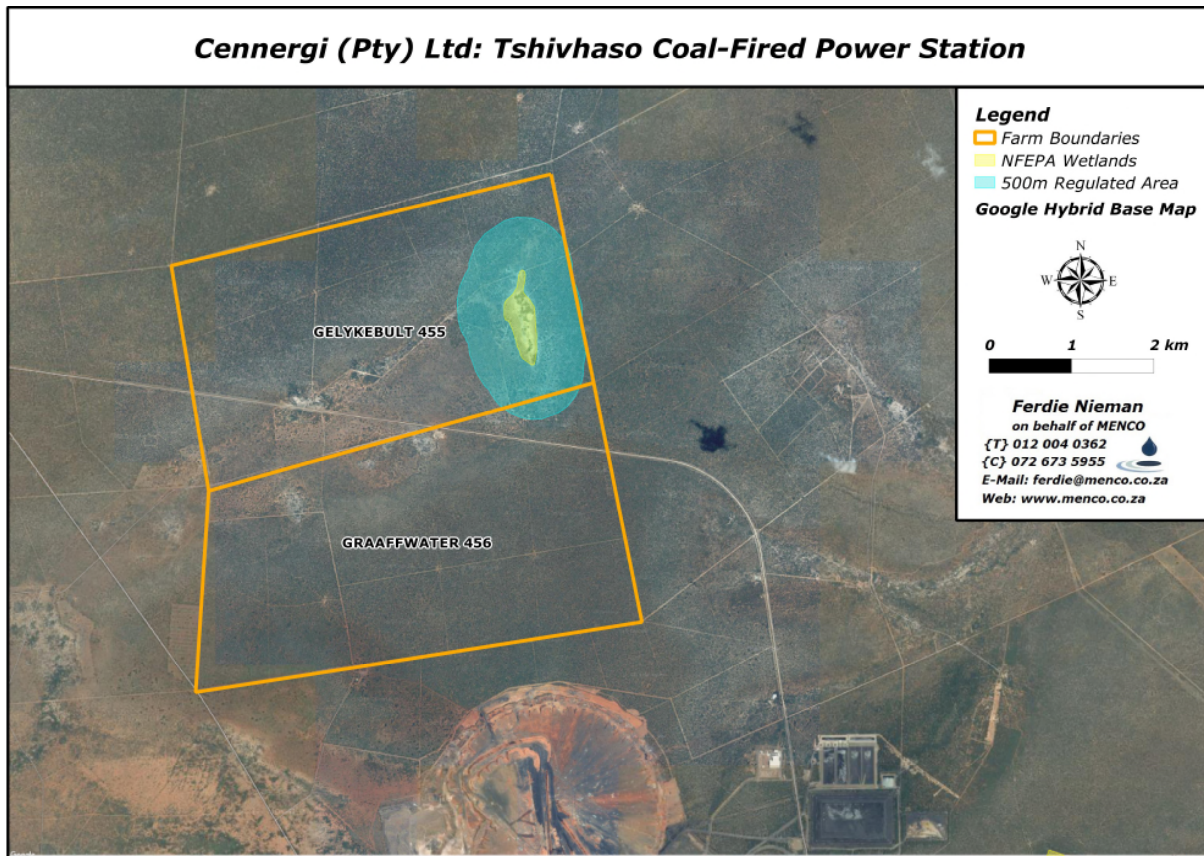 Cennergi (Pty) Ltd: Tshivhaso Coal-Fired Power Station
Legend
Farm Boundaries
NFEPA Wetlands
500m Regulated Area
Google Hybrid Base Map
N
W E
S
0 1 2 km
Ferdie Nieman
on behalf of MENCO
{T} 012 004 0362
{C} 072 673 5955
E-Mail: ferdie@menco.co.za
Web: www.menco.co.za
GELYKEBULT 455
GRAAFFWATER 456